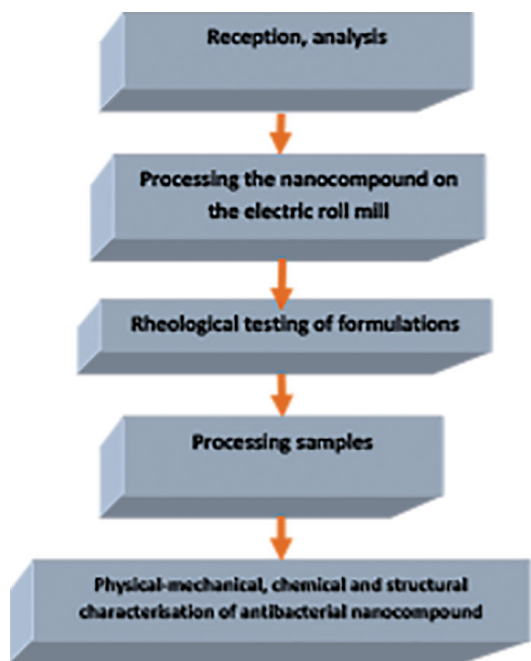 Reception, analysis
Processing the nanocompound on
the electric roll mill
Rheological testing of formulations
Processing samples
Physical-mechanical, chemical and structural
characterisation of antibacterial nanocompound